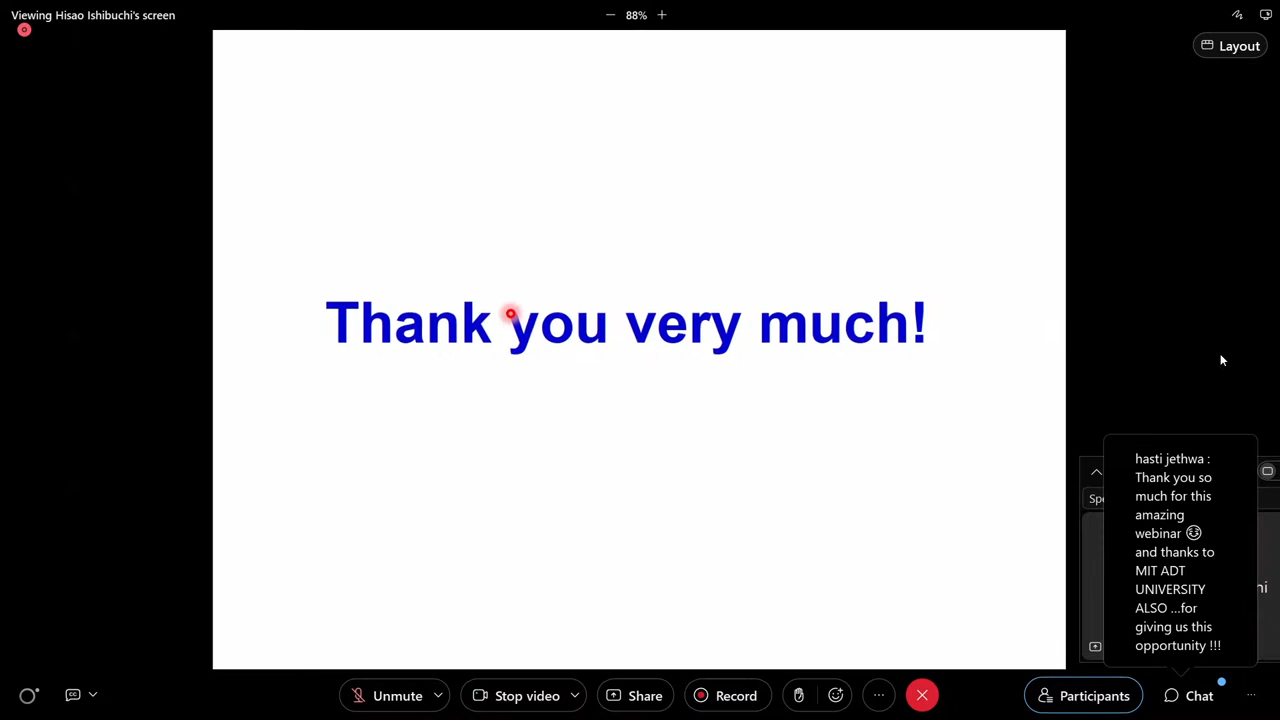 Viewing Hisao Ishibuchi's screen
88%
Layout
Thank you very much!
hasti jethwa :
Thank you so
much for this
amazing
webinar 😂
and thanks to
MIT ADT
UNIVERSITY
ALSO ...for
giving us this
opportunity !!!
CC
Unmute
Stop video
Share
Record
Participants
Chat